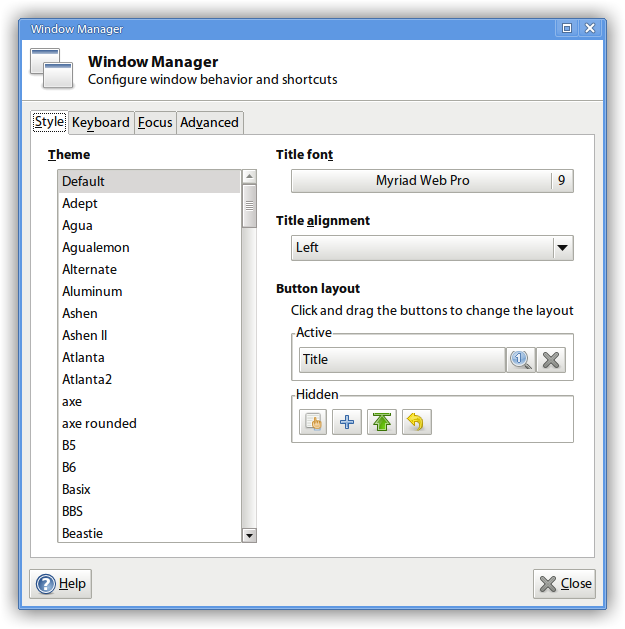 Window Manager
Window Manager
Configure window behavior and shortcuts
Style Keyboard Focus Advanced
Theme
Default
Adept
Agua
Agualemon
Alternate
Aluminum
Ashen
Ashen II
Atlanta
Atlanta2
axe
axe rounded
B5
B6
Basix
BBS
Beastie
Title font
Myriad Web Pro 9
Title alignment
Left
Button layout
Click and drag the buttons to change the layout
Active
Title
1
Hidden
Help
Close